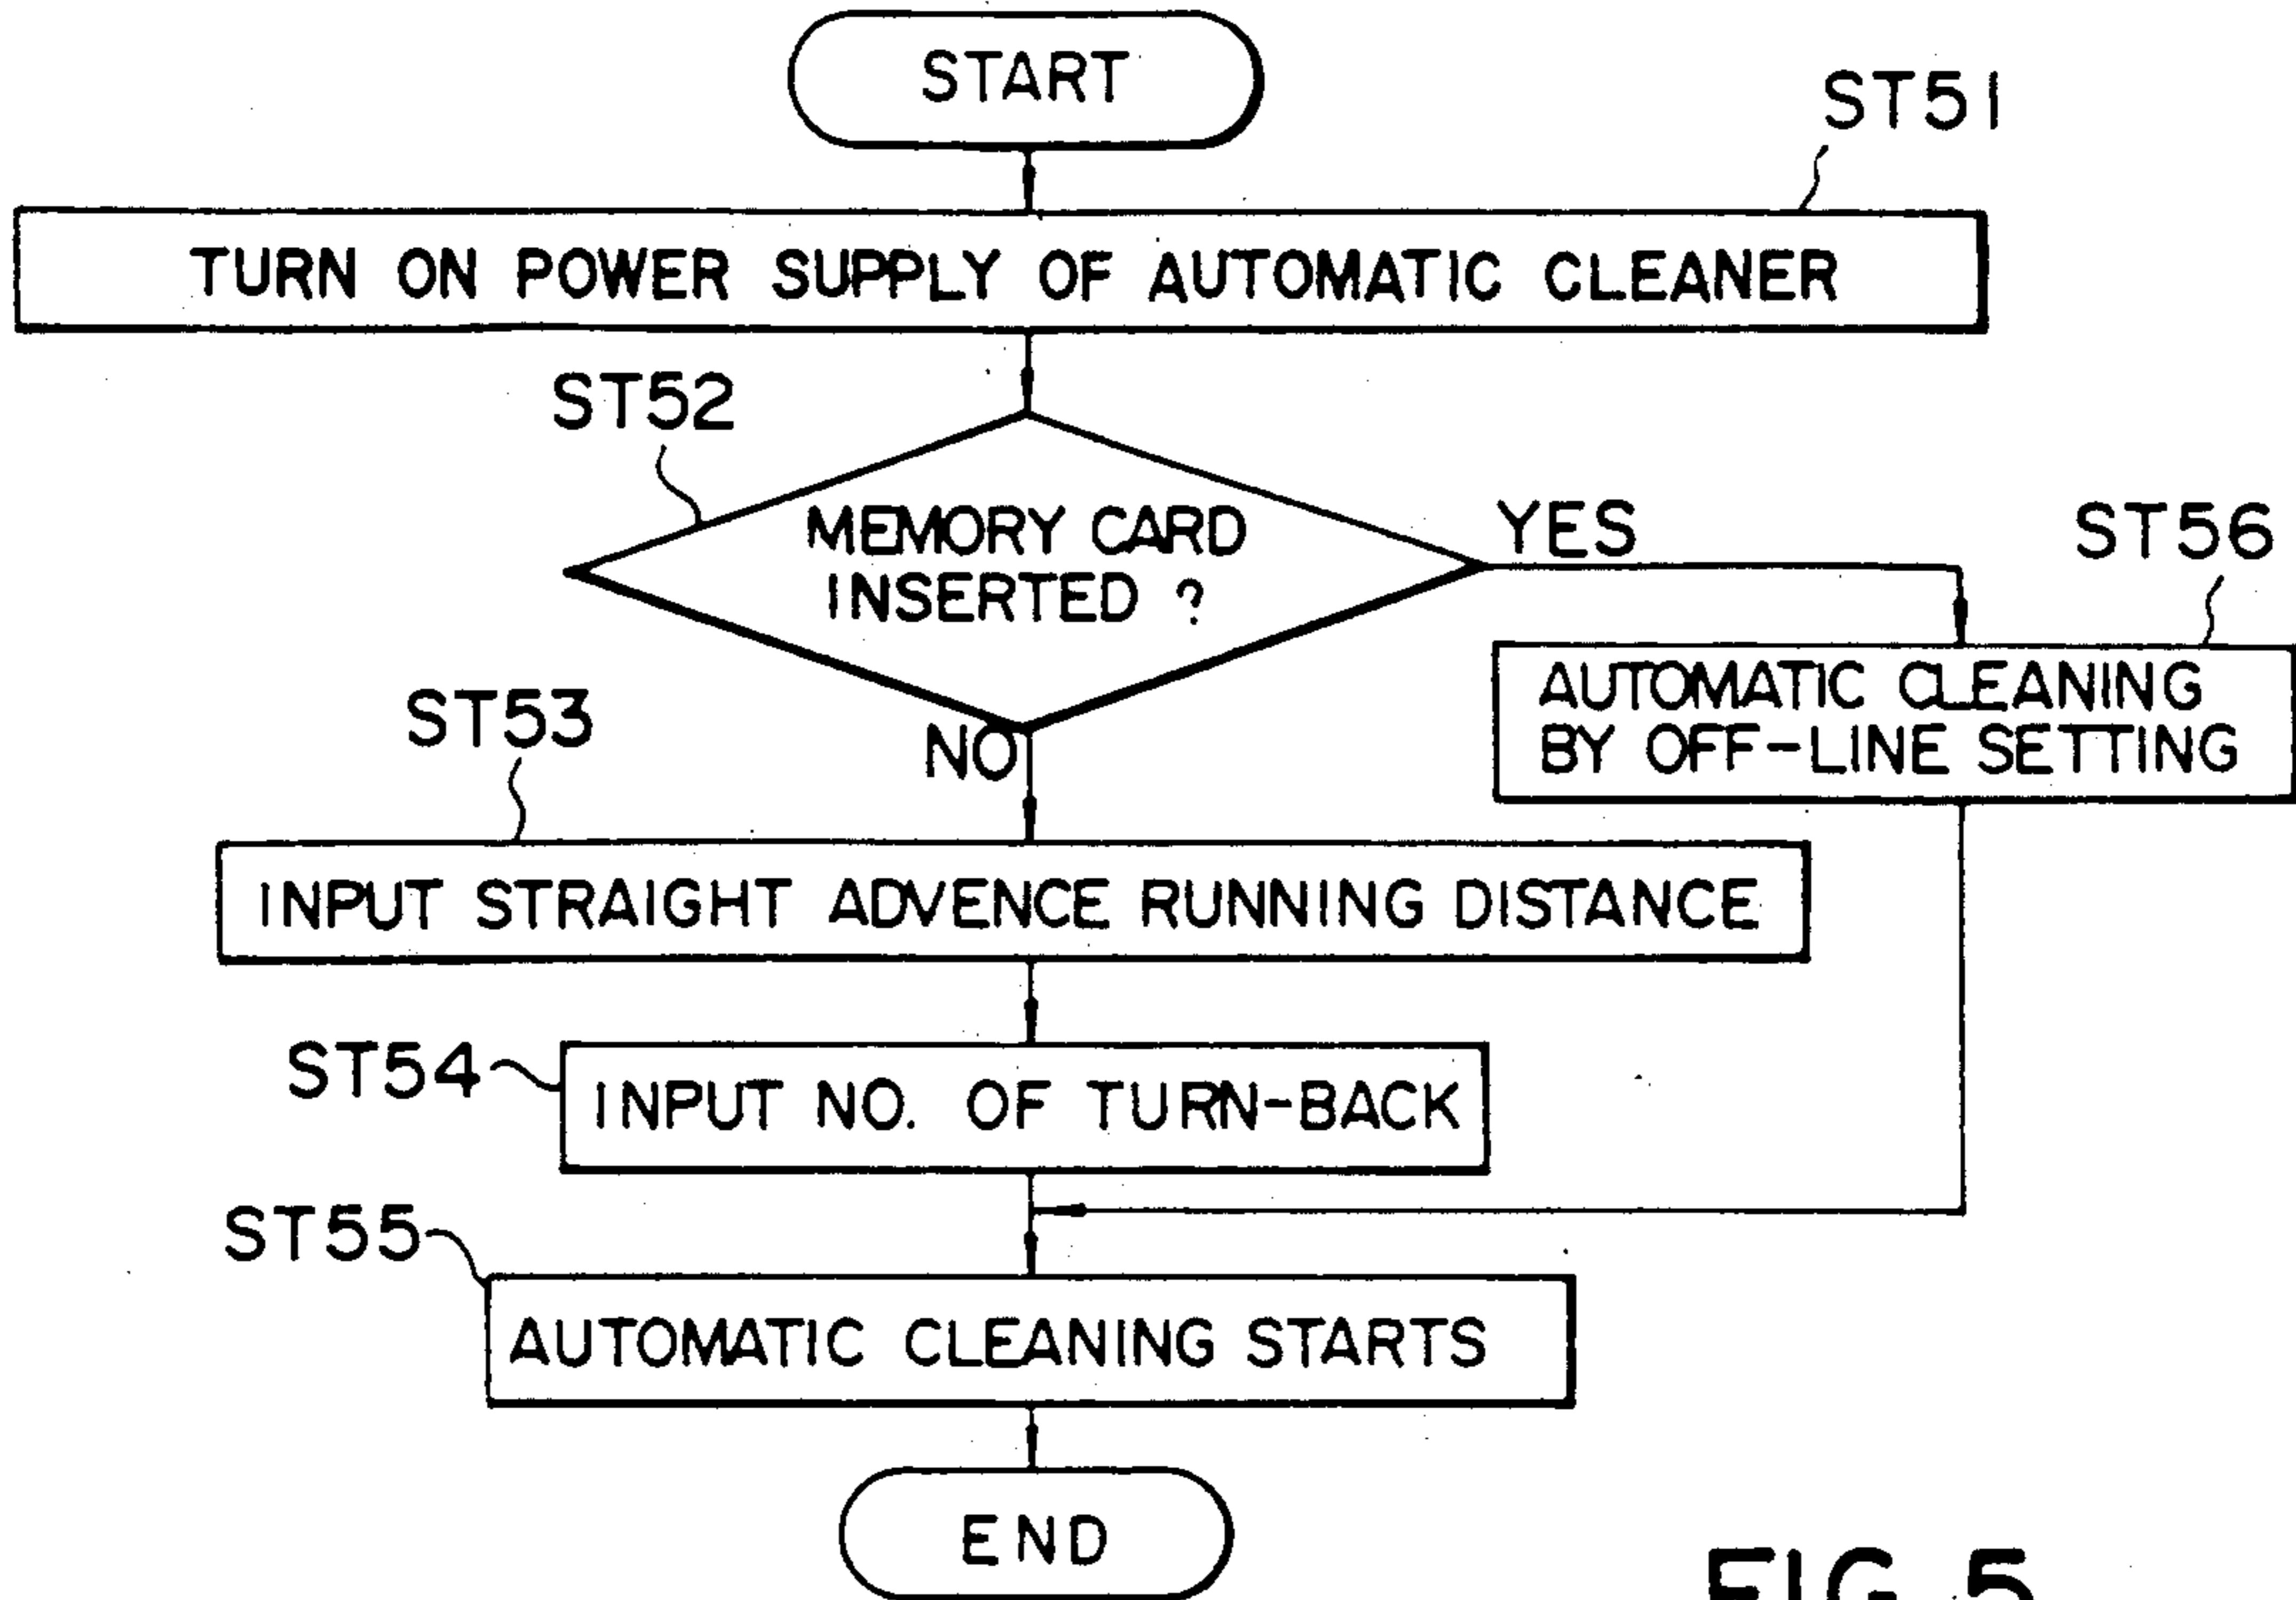 START
ST51
TURN ON POWER SUPPLY OF AUTOMATIC CLEANER
ST52
MEMORY CARD
INSERTED ?
YES
ST56
AUTOMATIC CLEANING
BY OFF-LINE SETTING
NO
ST53
INPUT STRAIGHT ADVENCE RUNNING DISTANCE
ST54
INPUT NO. OF TURN-BACK
ST55
AUTOMATIC CLEANING STARTS
END
FIG. 5